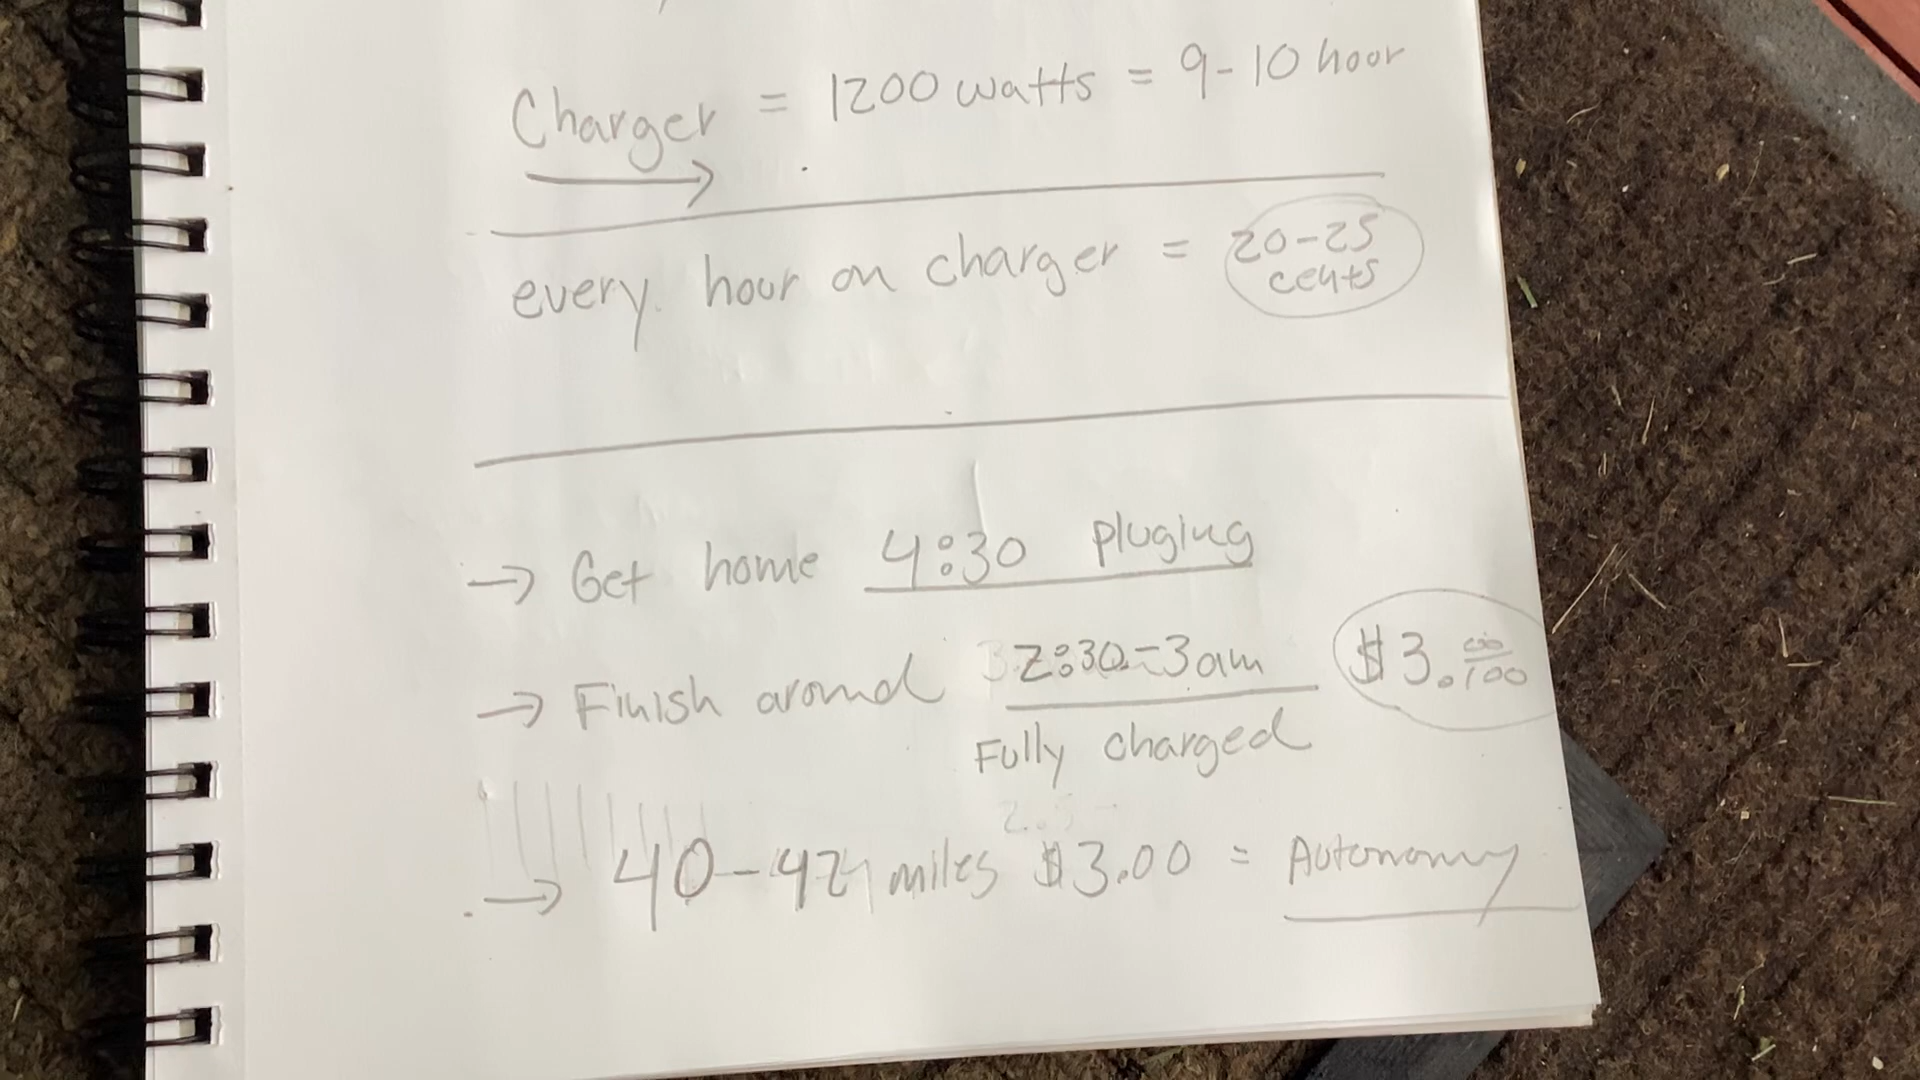 Charger = 1200 watts = 9-10 hoor
every hour on charger = 20-25 cents
→ Get home 4:30 pluging
→ Finish around 2:30-3am $3.00/100
Fully charged
→ 40-42 miles $3.00 = Autonomy